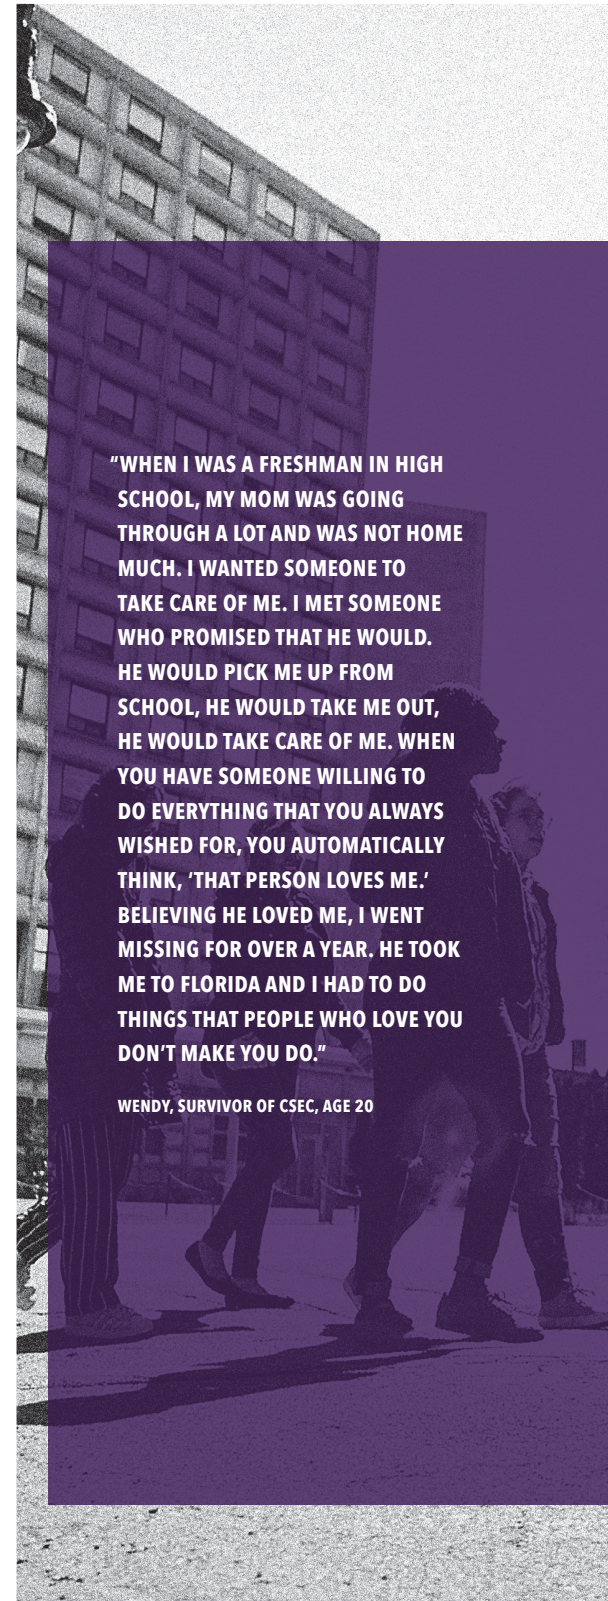 “WHEN I WAS A FRESHMAN IN HIGH
SCHOOL, MY MOM WAS GOING
THROUGH A LOT AND WAS NOT HOME
MUCH. I WANTED SOMEONE TO
TAKE CARE OF ME. I MET SOMEONE
WHO PROMISED THAT HE WOULD.
HE WOULD PICK ME UP FROM
SCHOOL, HE WOULD TAKE ME OUT,
HE WOULD TAKE CARE OF ME. WHEN
YOU HAVE SOMEONE WILLING TO
DO EVERYTHING THAT YOU ALWAYS
WISHED FOR, YOU AUTOMATICALLY
THINK, ‘THAT PERSON LOVES ME.’
BELIEVING HE LOVED ME, I WENT
MISSING FOR OVER A YEAR. HE TOOK
ME TO FLORIDA AND I HAD TO DO
THINGS THAT PEOPLE WHO LOVE YOU
DON’T MAKE YOU DO.”
WENDY, SURVIVOR OF CSEC, AGE 20